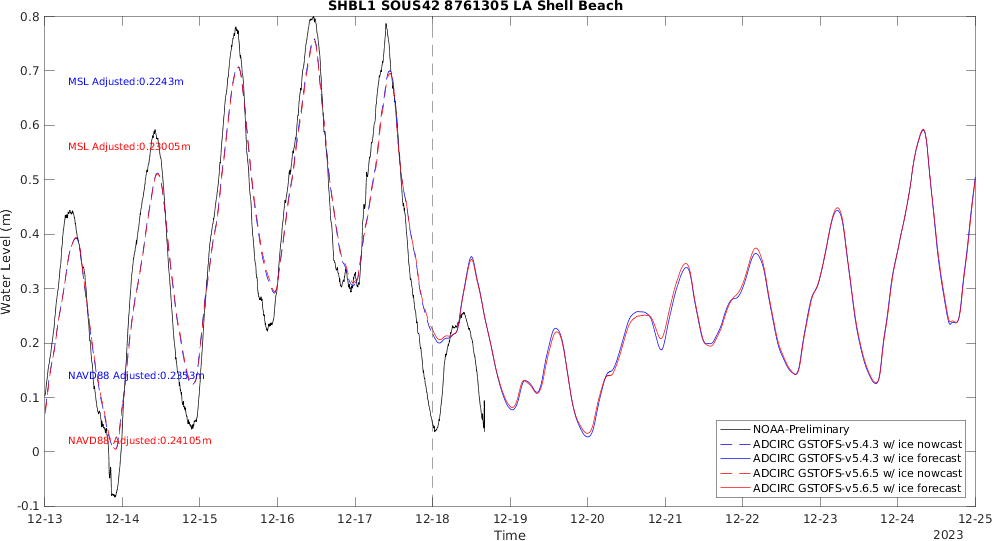 SHBL1 SOUS42 8761305 LA Shell Beach
0.8
0.7
0.6
0.5
0.4
0.3
0.2
0.1
0
-0.1
Water Level (m)
MSL Adjusted:0.2243m
MSL Adjusted:0.23005m
NAVD88 Adjusted:0.2353m
NAVD88 Adjusted:0.24105m
NOAA-Preliminary
ADCIRC GSTOFS-v5.4.3 w/ ice nowcast
ADCIRC GSTOFS-v5.4.3 w/ ice forecast
ADCIRC GSTOFS-v5.6.5 w/ ice nowcast
ADCIRC GSTOFS-v5.6.5 w/ ice forecast
12-13 12-14 12-15 12-16 12-17 12-18 12-19 12-20 12-21 12-22 12-23 12-24 12-25
Time
2023